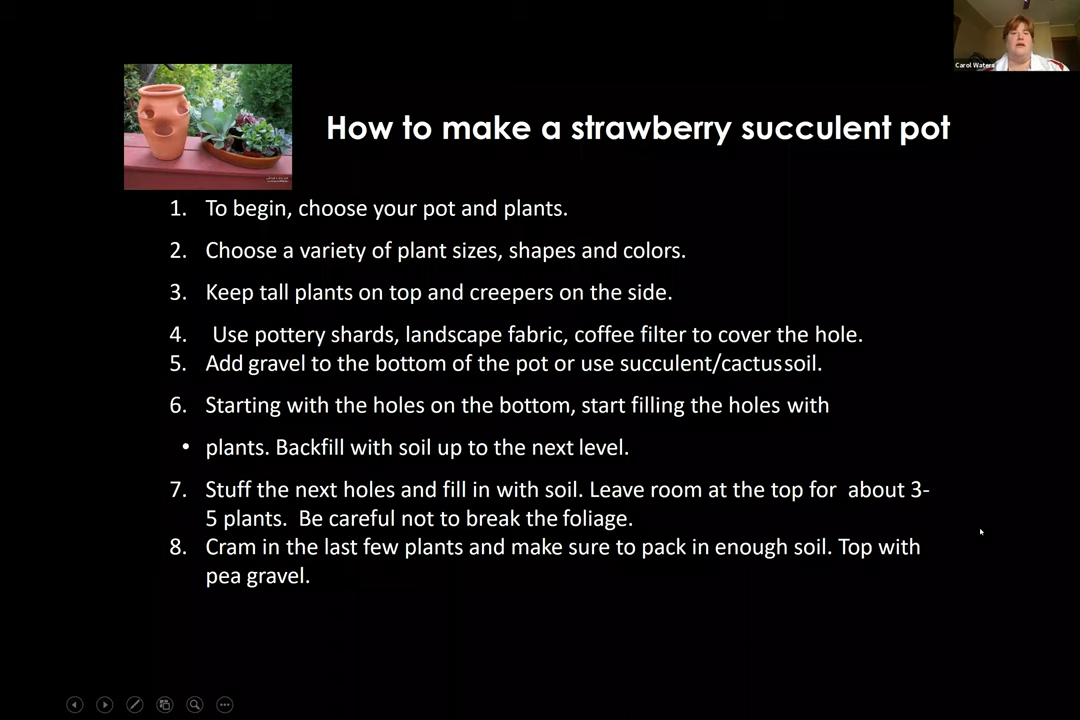 Carol Waters
How to make a strawberry succulent pot
1. To begin, choose your pot and plants.
2. Choose a variety of plant sizes, shapes and colors.
3. Keep tall plants on top and creepers on the side.
4. Use pottery shards, landscape fabric, coffee filter to cover the hole.
5. Add gravel to the bottom of the pot or use succulent/cactus soil.
6. Starting with the holes on the bottom, start filling the holes with
• plants. Backfill with soil up to the next level.
7. Stuff the next holes and fill in with soil. Leave room at the top for about 3-
5 plants. Be careful not to break the foliage.
8. Cram in the last few plants and make sure to pack in enough soil. Top with
pea gravel.